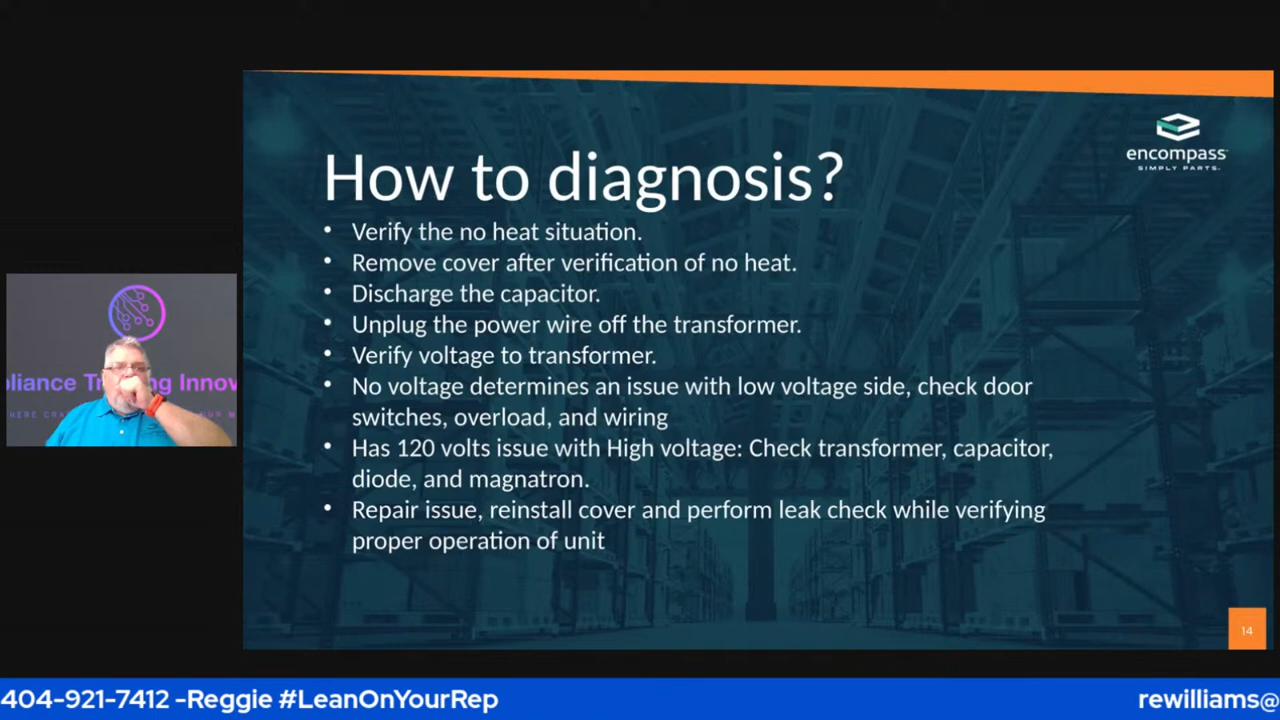 encompass
SIMPLY PARTS.
How to diagnosis?
• Verify the no heat situation.
• Remove cover after verification of no heat.
• Discharge the capacitor.
• Unplug the power wire off the transformer.
• Verify voltage to transformer.
• No voltage determines an issue with low voltage side, check door
switches, overload, and wiring
• Has 120 volts issue with High voltage: Check transformer, capacitor,
diode, and magnatron.
• Repair issue, reinstall cover and perform leak check while verifying
proper operation of unit
pliance Tr ng Innov
14
404-921-7412 -Reggie #LeanOnYourRep
rewilliams@